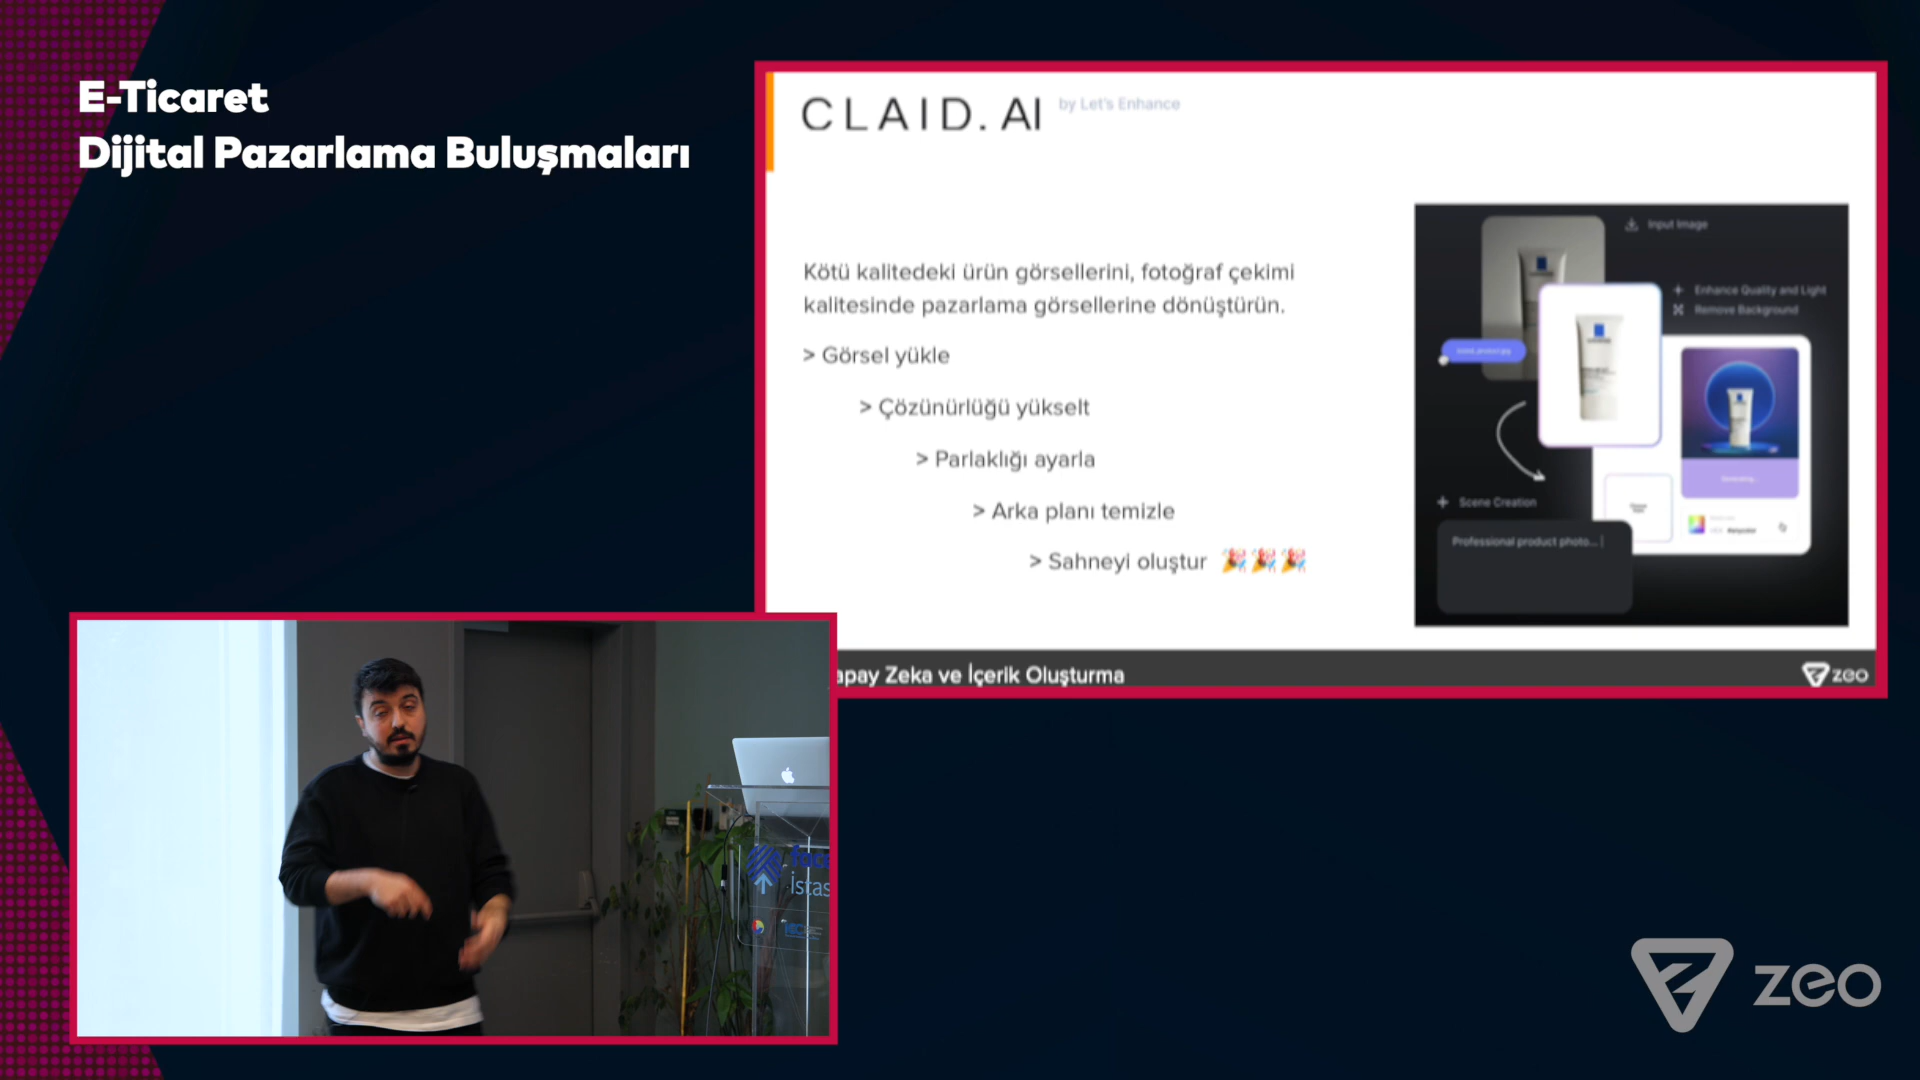 E-Ticaret
Dijital Pazarlama Buluşmaları
CLAID.AI by Let's Enhance
Kötü kalitedeki ürün görsellerini, fotoğraf çekimi
kalitesinde pazarlama görsellerine dönüştürün.
> Görsel yükle
> Çözünürlüğü yükselt
> Parlaklığı ayarla
> Arka planı temizle
> Sahneyi oluştur
Input Image
Enhance Quality and Light
Remove Background
Scene Creation
Professional product photo...
apay Zeka ve İçerik Oluşturma
zeo
face
İstas
zeo